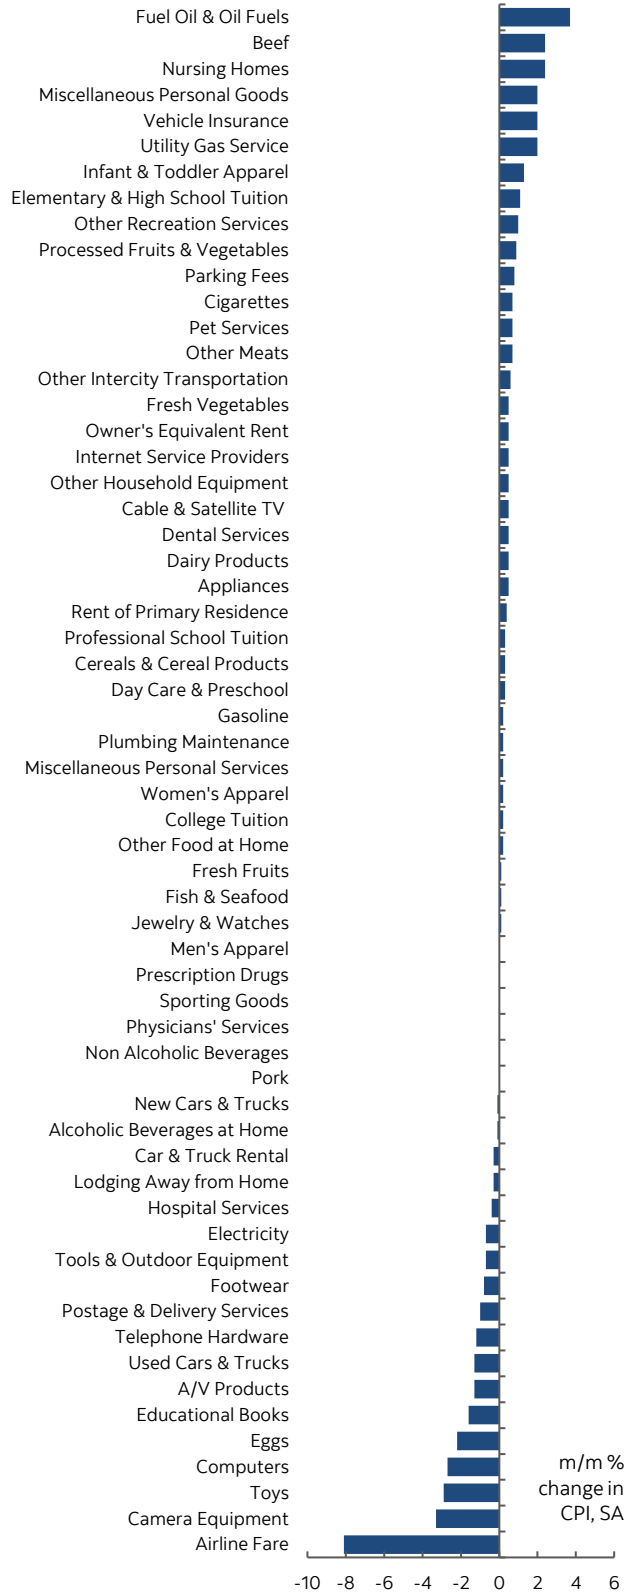 Fuel Oil & Oil Fuels
Beef
Nursing Homes
Miscellaneous Personal Goods
Vehicle Insurance
Utility Gas Service
Infant & Toddler Apparel
Elementary & High School Tuition
Other Recreation Services
Processed Fruits & Vegetables
Parking Fees
Cigarettes
Pet Services
Other Meats
Other Intercity Transportation
Fresh Vegetables
Owner's Equivalent Rent
Internet Service Providers
Other Household Equipment
Cable & Satellite TV
Dental Services
Dairy Products
Appliances
Rent of Primary Residence
Professional School Tuition
Cereals & Cereal Products
Day Care & Preschool
Gasoline
Plumbing Maintenance
Miscellaneous Personal Services
Women's Apparel
College Tuition
Other Food at Home
Fresh Fruits
Fish & Seafood
Jewelry & Watches
Men's Apparel
Prescription Drugs
Sporting Goods
Physicians' Services
Non Alcoholic Beverages
Pork
New Cars & Trucks
Alcoholic Beverages at Home
Car & Truck Rental
Lodging Away from Home
Hospital Services
Electricity
Tools & Outdoor Equipment
Footwear
Postage & Delivery Services
Telephone Hardware
Used Cars & Trucks
A/V Products
Educational Books
Eggs
Computers
Toys
Camera Equipment
Airline Fare
m/m %
change in
CPI, SA
-10 -8 -6 -4 -2 0 2 4 6